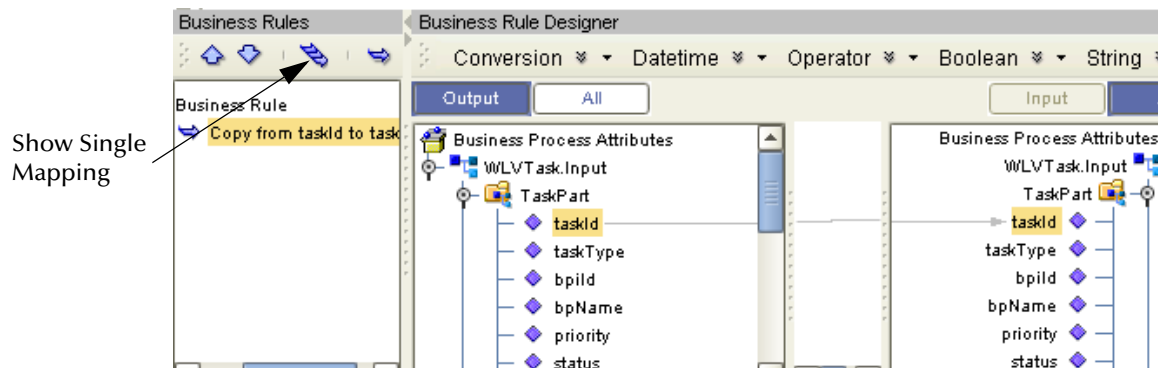 Business Rules
Business Rule Designer
Conversion Datetime Operator Boolean String
Business Rule
Copy from taskId to task
Show Single
Mapping
Output All
Input
Business Process Attributes
WLVTask.Input
TaskPart
taskId
taskType
bpiId
bpName
priority
status
Business Process Attributes
WLVTask.Input
TaskPart
taskId
taskType
bpiId
bpName
priority
status